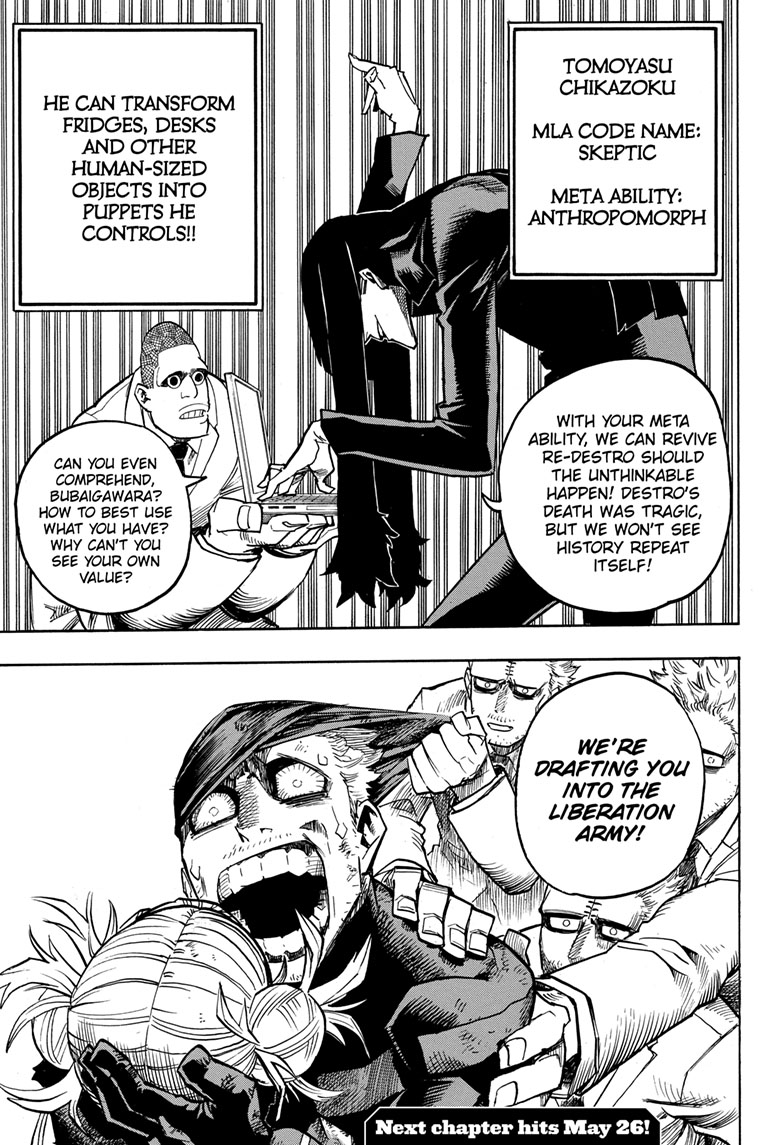 TOMOYASU
CHIKAZOKU
MLA CODE NAME:
SKEPTIC
META ABILITY:
ANTHROPOMORPH
HE CAN TRANSFORM
FRIDGES, DESKS
AND OTHER
HUMAN-SIZED
OBJECTS INTO
PUPPETS HE
CONTROLS!!
WITH YOUR META
ABILITY, WE CAN REVIVE
RE-DESTRO SHOULD
THE UNTHINKABLE
HAPPEN! DESTRO'S
DEATH WAS TRAGIC,
BUT WE WON'T SEE
HISTORY REPEAT
ITSELF!
CAN YOU EVEN
COMPREHEND,
BUBAIGAWARA?
HOW TO BEST USE
WHAT YOU HAVE?
WHY CAN'T YOU
SEE YOUR OWN
VALUE?
WE'RE
DRAFTING YOU
INTO THE
LIBERATION
ARMY!
Next chapter hits May 26!